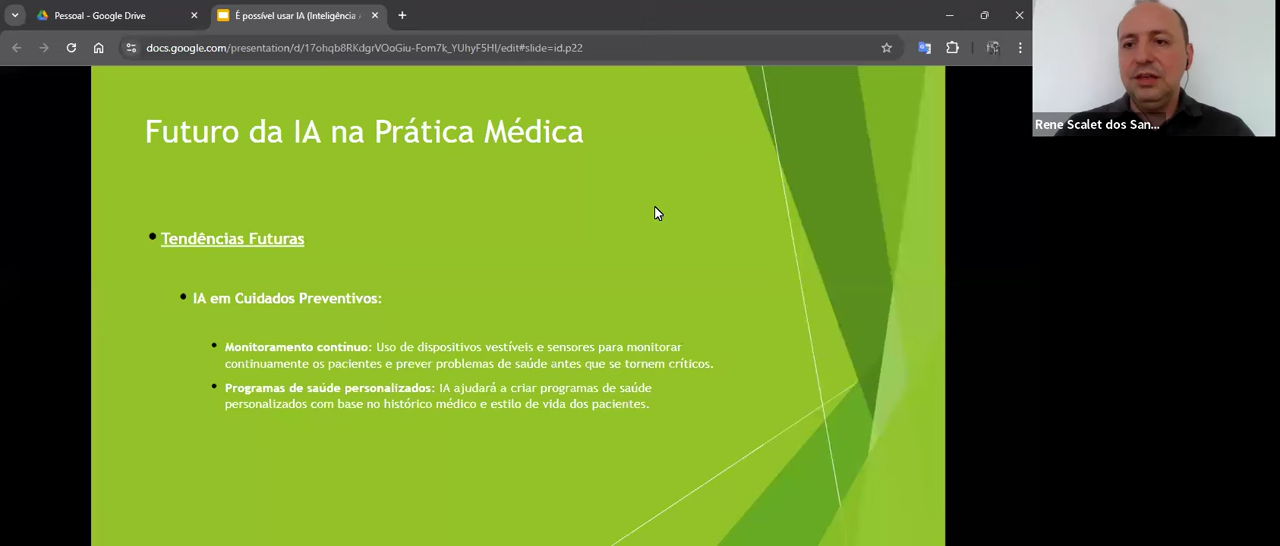 Pessoal - Google Drive
É possível usar IA (Inteligência
docs.google.com/presentation/d/17ohqb8RKdgrVOoGiu-Fom7k_YUhyF5HI/edit#slide=id.p22
Rene Scalet dos San...
Futuro da IA na Prática Médica
Tendências Futuras
IA em Cuidados Preventivos:
Monitoramento contínuo: Uso de dispositivos vestíveis e sensores para monitorar
continuamente os pacientes e prever problemas de saúde antes que se tornem críticos.
Programas de saúde personalizados: IA ajudará a criar programas de saúde
personalizados com base no histórico médico e estilo de vida dos pacientes.